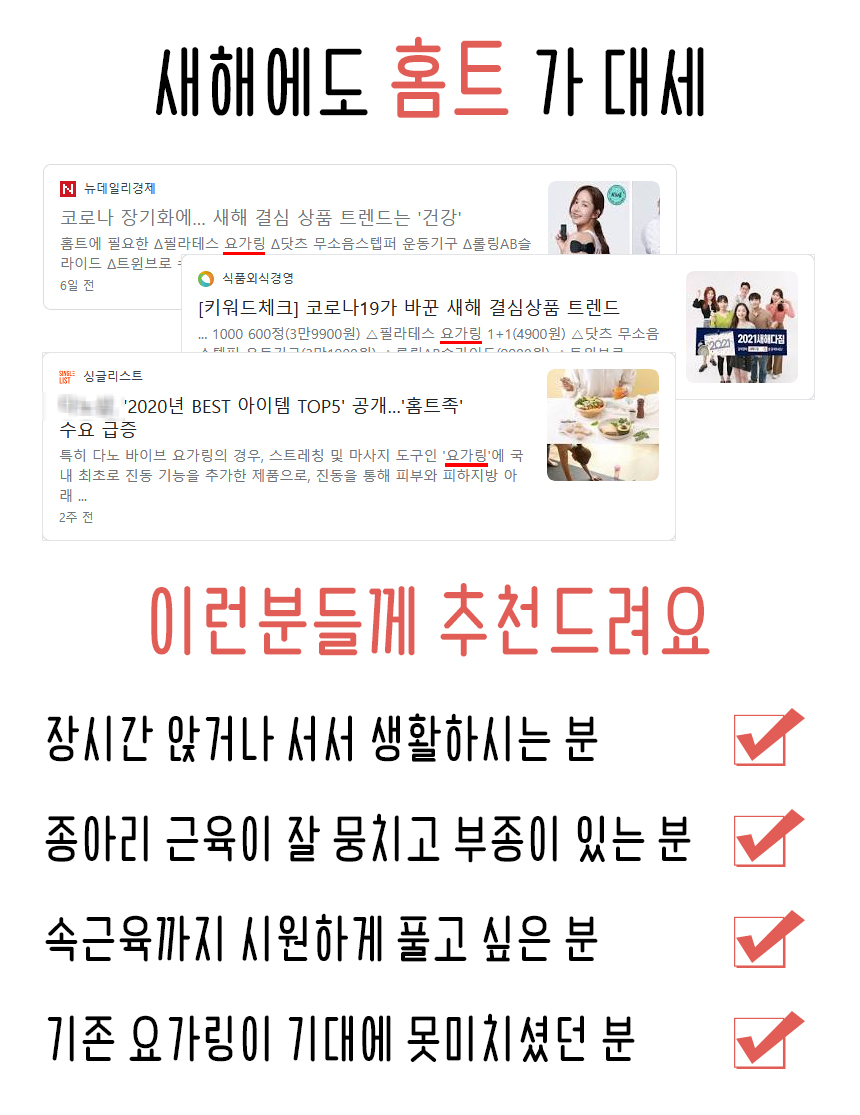 새해에도 홈트 가 대세
뉴데일리경제
코로나 장기화에... 새해 결심 상품 트렌드는 '건강'
홈트에 필요한 Δ필라테스 요가링 Δ닷츠 무소음스텝퍼 운동기구 Δ롤링AB슬
라이드 Δ트윈브로
6일 전
식품외식경영
[키워드체크] 코로나19가 바꾼 새해 결심상품 트렌드
... 1000 600정(3만9900원) △필라테스 요가링 1+1(4900원) △닷츠 무소음
2021
2021새해다짐
싱글리스트
SINGLE
LIST
'2020년 BEST 아이템 TOP5' 공개...'홈트족'
수요 급증
특히 다노 바이브 요가링의 경우, 스트레칭 및 마사지 도구인 '요가링'에 국
내 최초로 진동 기능을 추가한 제품으로, 진동을 통해 피부와 피하지방 아
래 ...
2주 전
이런분들께 추천드려요
장시간 앉거나 서서 생활하시는 분
종아리 근육이 잘 뭉치고 부종이 있는 분
속근육까지 시원하게 풀고 싶은 분
기존 요가링이 기대에 못미치셨던 분